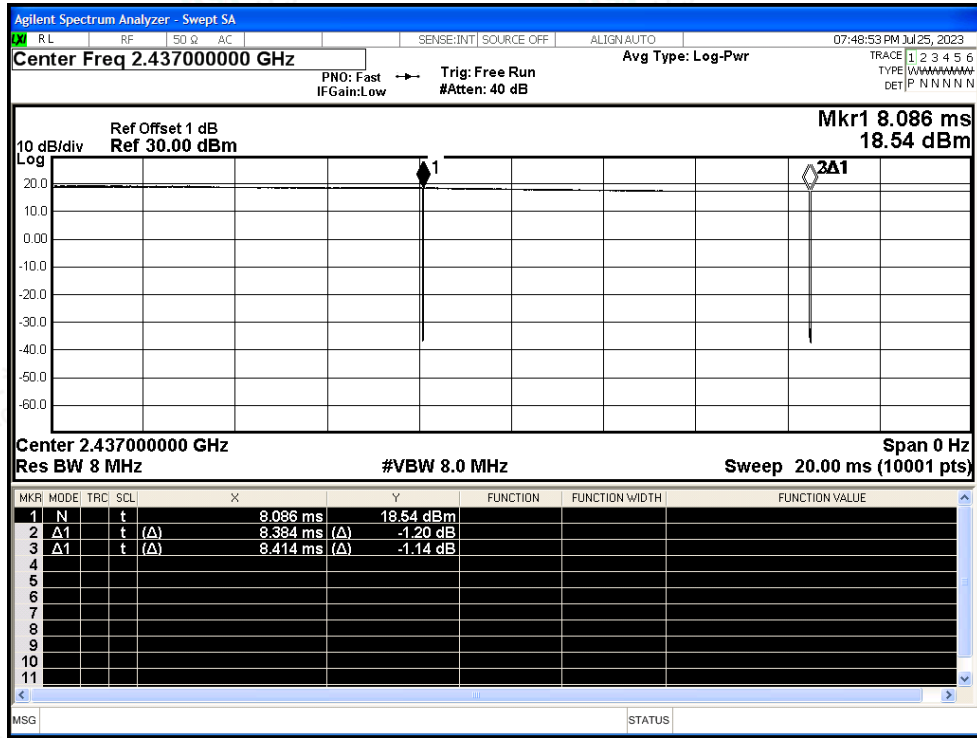 Agilent Spectrum Analyzer - Swept SA
LXI RL RF 50 Ω AC SENSE:INT SOURCE OFF ALIGN AUTO 07:48:53 PM Jul 25, 2023
Center Freq 2.437000000 GHz Avg Type: Log-Pwr TRACE 1 2 3 4 5 6
PNO: Fast Trig: Free Run TYPE WWWWWW
IFGain:Low #Atten: 40 dB DET P N N N N N
Mkr1 8.086 ms
18.54 dBm
Ref Offset 1 dB
10 dB/div Ref 30.00 dBm
Log
1
2Δ1
20.0
10.0
0.00
-10.0
-20.0
-30.0
-40.0
-50.0
-60.0
Center 2.437000000 GHz Span 0 Hz
Res BW 8 MHz #VBW 8.0 MHz Sweep 20.00 ms (10001 pts)
MKR MODE TRC SCL X Y FUNCTION FUNCTION WIDTH FUNCTION VALUE
1 N t 8.086 ms 18.54 dBm
2 Δ1 t (Δ) 8.384 ms (Δ) -1.20 dB
3 Δ1 t (Δ) 8.414 ms (Δ) -1.14 dB
4
5
6
7
8
9
10
11
MSG STATUS